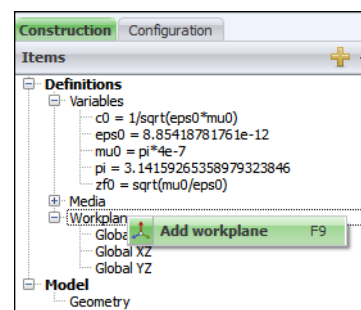 Construction Configuration
Items
Definitions
Variables
c0 = 1/sqrt(eps0*mu0)
eps0 = 8.85418781761e-12
mu0 = pi*4e-7
pi = 3.14159265358979323846
zf0 = sqrt(mu0/eps0)
Media
Workplan
Add workplane F9
Globa
Global XZ
Global YZ
Model
Geometry